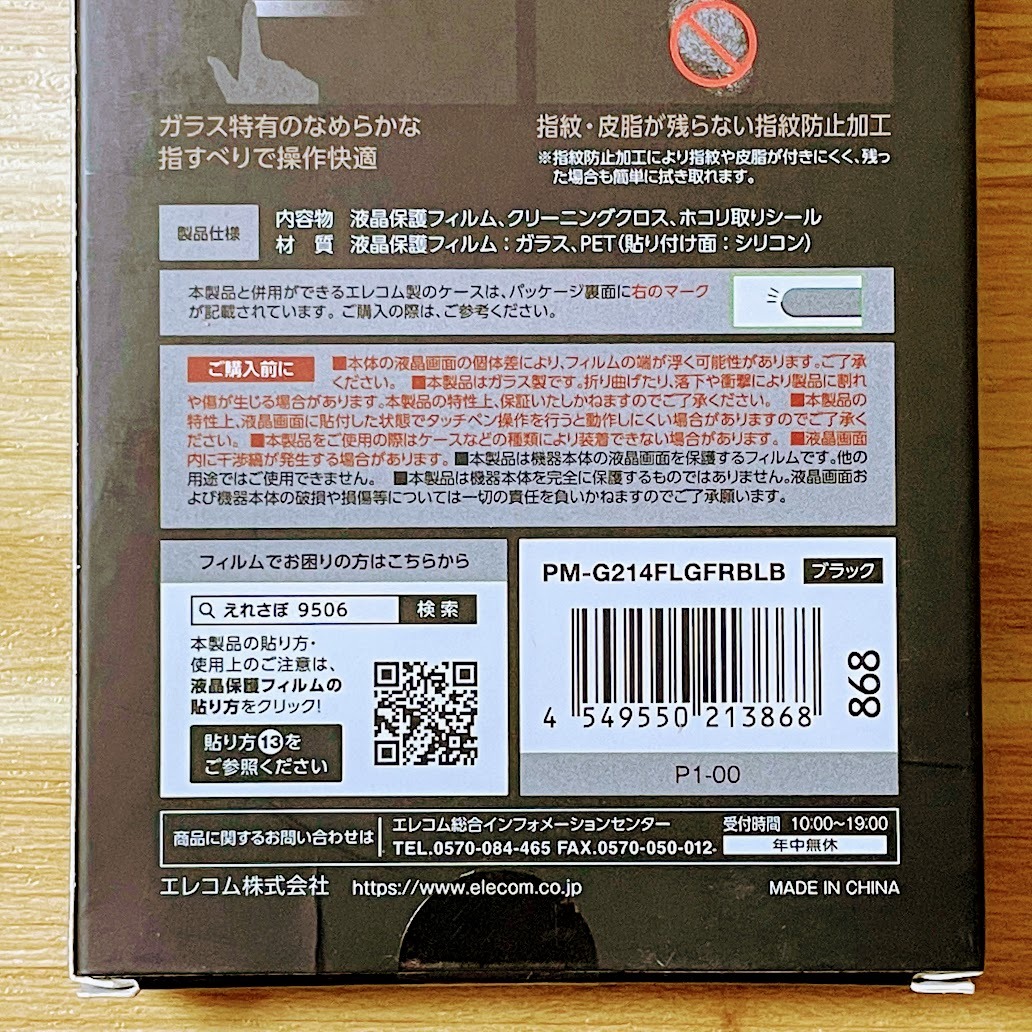 ガラス特有のなめらかな
指すべりで操作快適
指紋・皮脂が残らない指紋防止加工
※指紋防止加工により指紋や皮脂が付きにくく、残っ
た場合も簡単に拭き取れます。
製品仕様
内容物 液晶保護フィルム、クリーニングクロス、ホコリ取りシール
材 質 液晶保護フィルム：ガラス、PET（貼り付け面：シリコン）
本製品と併用ができるエレコム製のケースは、パッケージ裏面に右のマーク
が記載されています。ご購入の際は、ご参考ください。
ご購入前に
■本体の液晶画面の個体差により、フィルムの端が浮く可能性があります。ご了承
ください。 ■本製品はガラス製です。折り曲げたり、落下や衝撃により製品に割れ
や傷が生じる場合があります。本製品の特性上、保証いたしかねますのでご了承ください。 ■本製品の
特性上、液晶画面に貼付した状態でタッチペン操作を行うと動作しにくい場合がありますのでご了承く
ださい。 ■本製品をご使用の際はケースなどの種類により装着できない場合があります。 ■液晶画面
内に干渉縞が発生する場合があります。 ■本製品は機器本体の液晶画面を保護するフィルムです。他の
用途ではご使用できません。 ■本製品は機器本体を完全に保護するものではありません。液晶画面お
よび機器本体の破損や損傷等については一切の責任を負いかねますのでご了承願います。
フィルムでお困りの方はこちらから
えれさぽ 9506 検索
本製品の貼り方・
使用上のご注意は、
液晶保護フィルムの
貼り方をクリック!
貼り方⑬を
ご参照ください
PM-G214FLGFRBLB ブラック
4 549550 213868
868
P1-00
商品に関するお問い合わせは
エレコム総合インフォメーションセンター
TEL.0570-084-465 FAX.0570-050-012
受付時間 10:00~19:00
年中無休
エレコム株式会社 https://www.elecom.co.jp
MADE IN CHINA